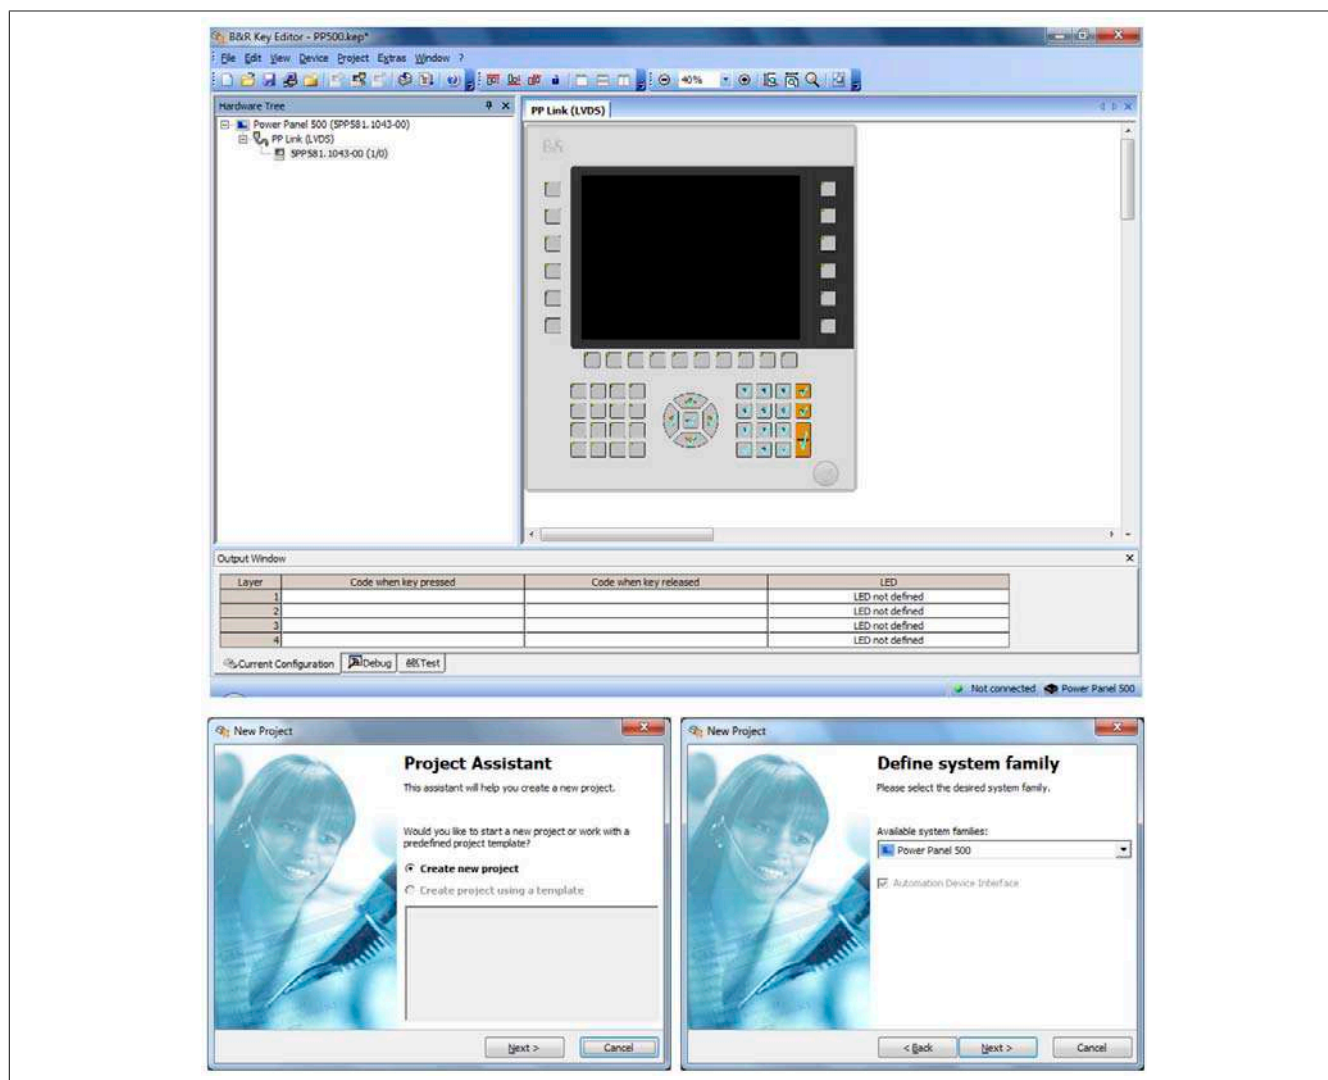 B&R Key Editor - PP500.kep*
File Edit View Device Project Extras Window ?
40%
Hardware Tree
Power Panel 500 (5PP581.1043-00)
PP Link (LVDS)
5PP581.1043-00 (1/0)
PP Link (LVDS)
B&R
Output Window
Layer Code when key pressed Code when key released LED
1 LED not defined
2 LED not defined
3 LED not defined
4 LED not defined
Current Configuration Debug Test
Not connected Power Panel 500
New Project
Project Assistant
This assistant will help you create a new project.
Would you like to start a new project or work with a
predefined project template?
Create new project
Create project using a template
Next > Cancel
New Project
Define system family
Please select the desired system family.
Available system families:
Power Panel 500
Automation Device Interface
< Back Next > Cancel